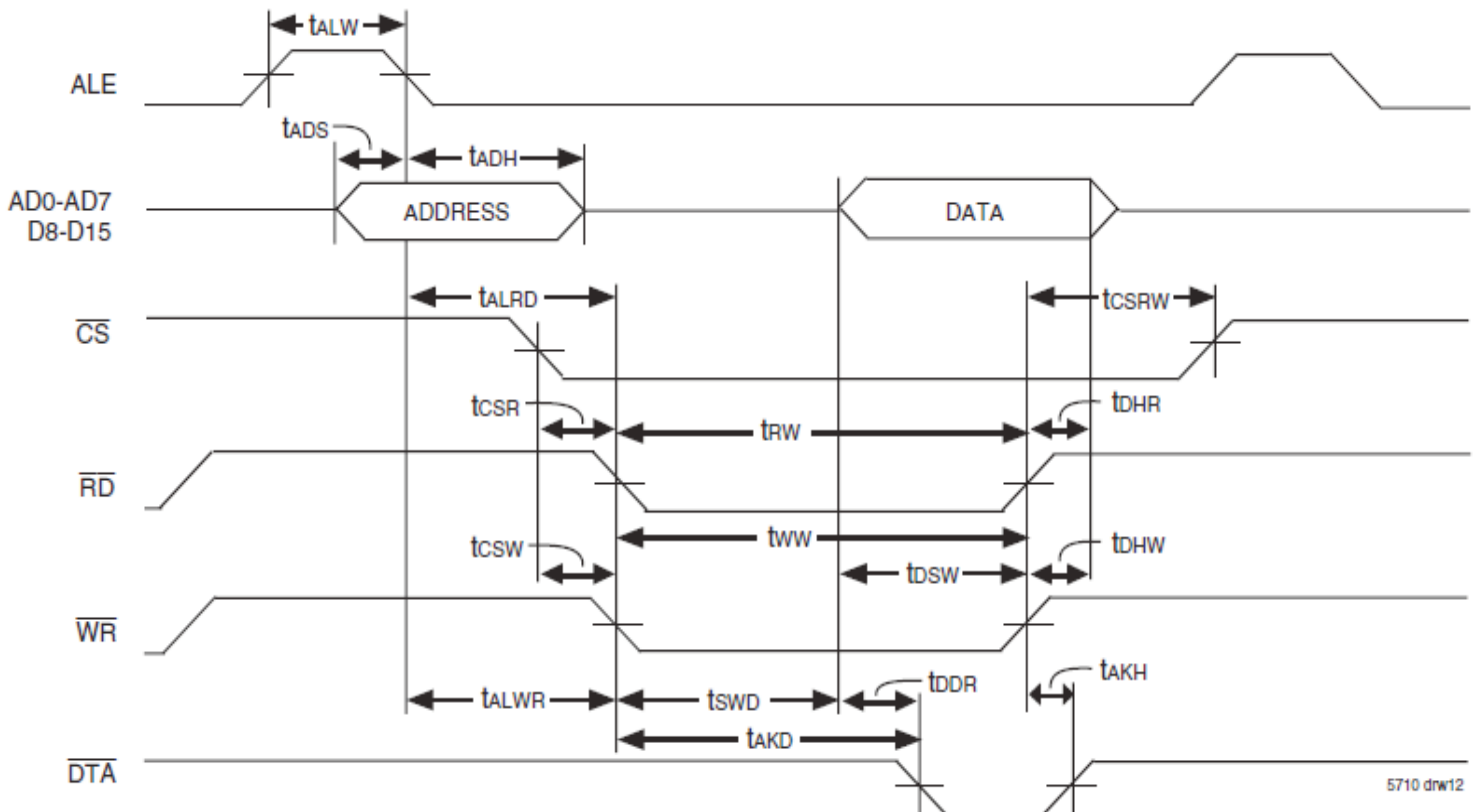 tALW
ALE
tADS
tADH
AD0-AD7
D8-D15
ADDRESS
DATA
tALRD
tCSRW
CS
tCSR
tRW
tDHR
RD
tCSW
tWW
tDHW
tDSW
WR
tALWR
tSWD
tDDR
tAKH
tAKD
DTA
5710 drw12